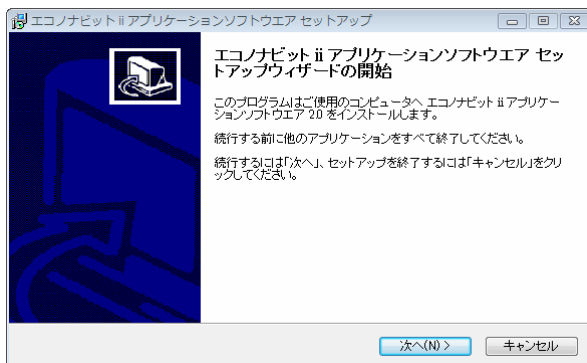 エコノナビット ii アプリケーションソフトウエア セットアップ
エコノナビット ii アプリケーションソフトウエア セッ
トアップウィザードの開始
このプログラムはご使用のコンピュータへ エコノナビット ii アプリケー
ションソフトウエア 2.0 をインストールします。
続行する前に他のアプリケーションをすべて終了してください。
続行するには「次へ」、セットアップを終了するには「キャンセル」をクリ
ックしてください。
次へ(N) >
キャンセル